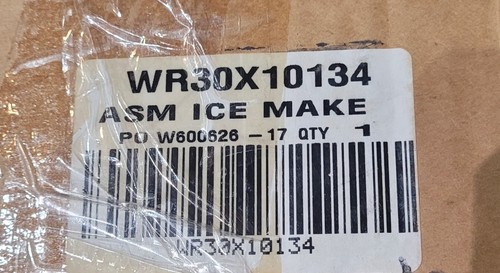 WR30X10134
ASM ICE MAKE
PO W600626 -17 QTY 1
WR30X10134